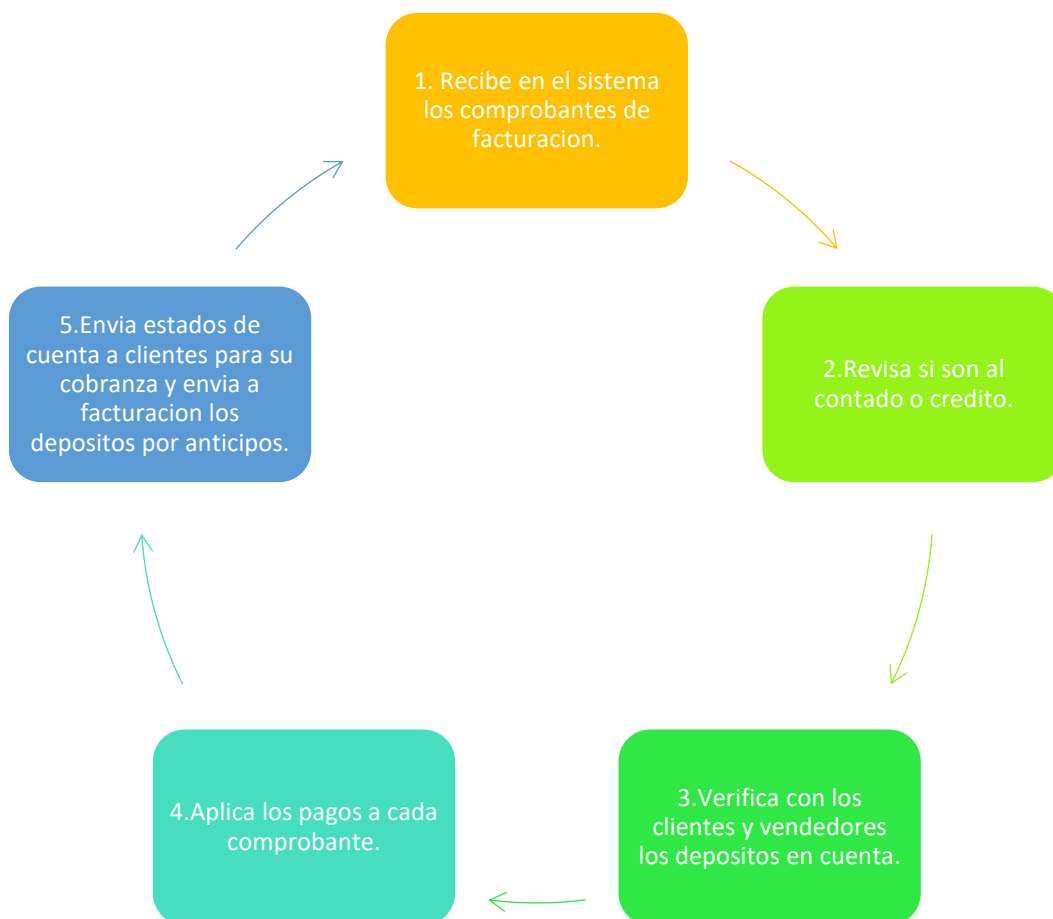 1. Recibe en el sistema
los comprobantes de
facturacion.
2.Revisa si son al
contado o credito.
3.Verifica con los
clientes y vendedores
los depositos en cuenta.
4.Aplica los pagos a cada
comprobante.
5.Envia estados de
cuenta a clientes para su
cobranza y envia a
facturacion los
depositos por anticipos.